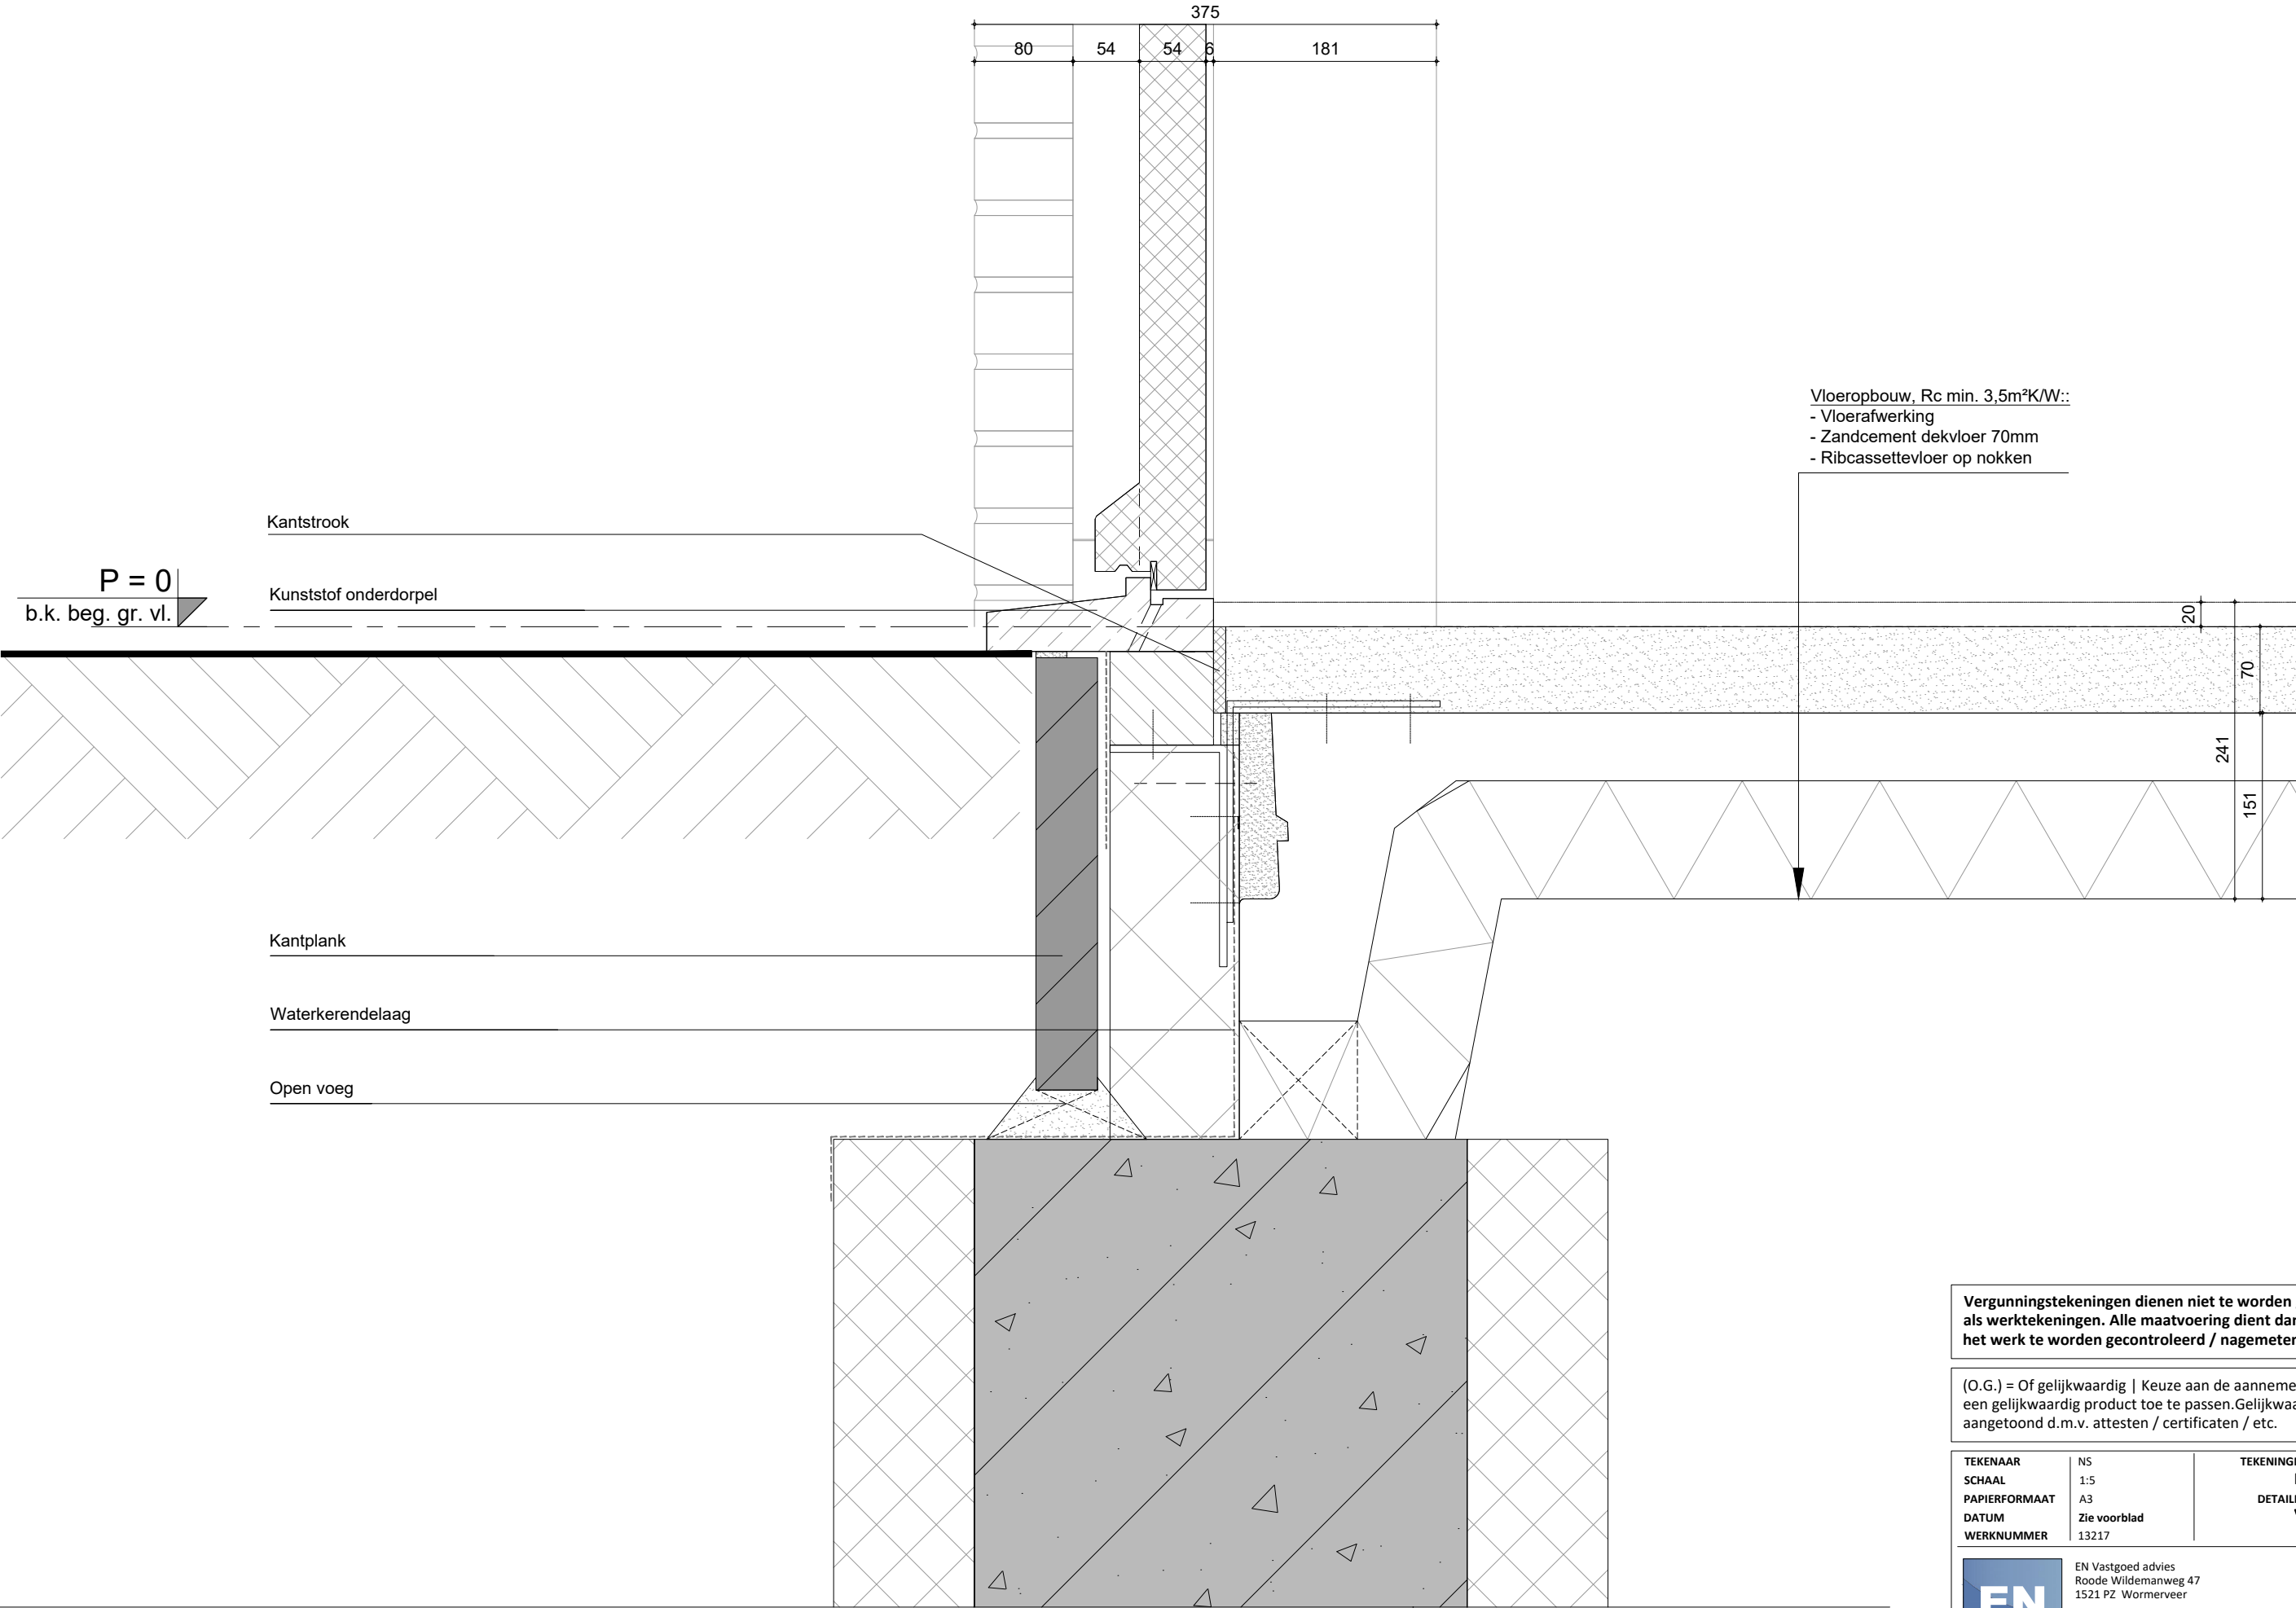 375
80 54 54 6 181
Vloeropbouw, Rc min. 3,5m²K/W::
- Vloerafwerking
- Zandcement dekvloer 70mm
- Ribcassettevloer op nokken
Kantstrook
P = 0
b.k. beg. gr. vl.
Kunststof onderdorpel
20
70
241
151
Kantplank
Waterkerendelaag
Open voeg
Vergunningstekeningen dienen niet te worden
als werktekeningen. Alle maatvoering dient
het werk te worden gecontroleerd /
(O.G.) = Of gelijkwaardig | Keuze aan de
een gelijkwaardig product toe te passen.
aangetoond d.m.v. attesten / certificaten / etc.
TEKENAAR NS
SCHAAL 1:5
PAPIERFORMAAT A3
DATUM Zie voorblad
WERKNUMMER 13217
EN Vastgoed advies
Roode Wildemanweg 47
1521 PZ Wormerveer
EN